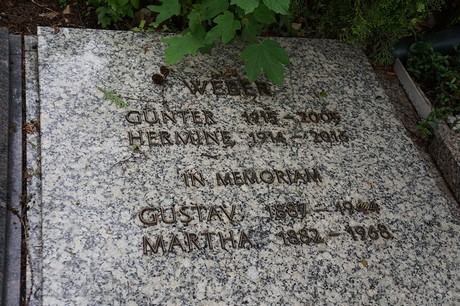 WEBER
GÜNTER 1915 – 2005
HERMINE 1914 – 2016
IN MEMORIAM
GUSTAV 1887 – 1944
MARTHA 1882 – 1968